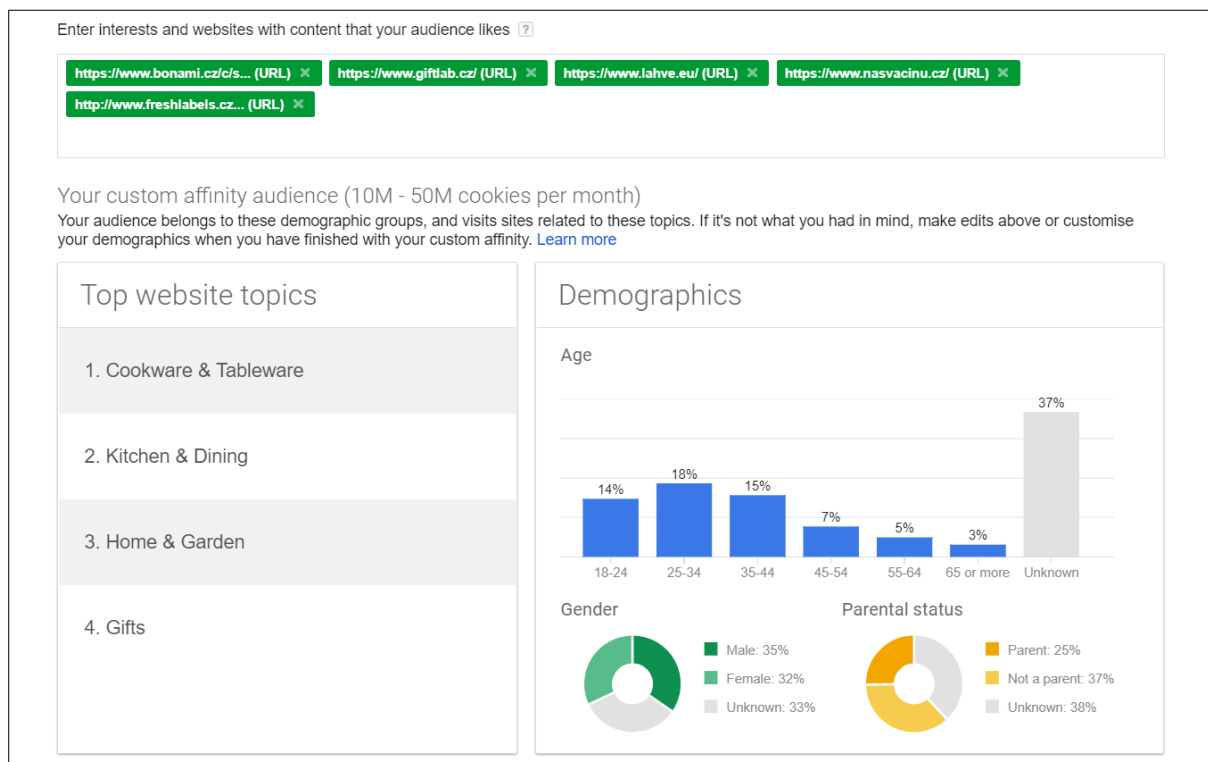 Enter interests and websites with content that your audience likes ?
https://www.bonami.cz/c/s... (URL) × https://www.giftlab.cz/ (URL) × https://www.lahve.eu/ (URL) × https://www.nasvacinu.cz/ (URL) ×
http://www.freshlabels.cz... (URL) ×
Your custom affinity audience (10M - 50M cookies per month)
Your audience belongs to these demographic groups, and visits sites related to these topics. If it's not what you had in mind, make edits above or customise
your demographics when you have finished with your custom affinity. Learn more
Top website topics
1. Cookware & Tableware
2. Kitchen & Dining
3. Home & Garden
4. Gifts
Demographics
Age
14% 18% 15% 7% 5% 3% 37%
18-24 25-34 35-44 45-54 55-64 65 or more Unknown
Gender
Male: 35%
Female: 32%
Unknown: 33%
Parental status
Parent: 25%
Not a parent: 37%
Unknown: 38%